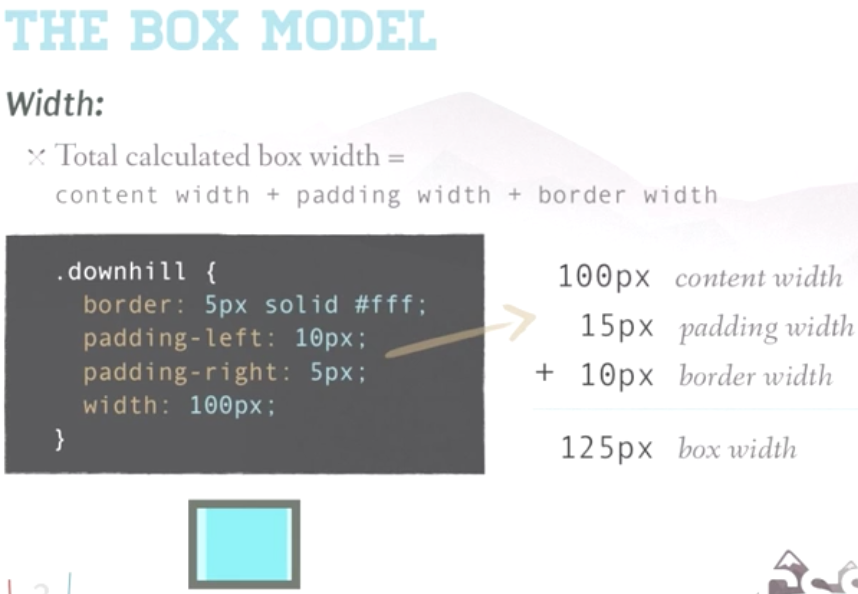 THE BOX MODEL
Width:
Total calculated box width =
content width + padding width + border width
.downhill {
border: 5px solid #fff;
padding-left: 10px;
padding-right: 5px;
width: 100px;
}
100px content width
15px padding width
+ 10px border width
125px box width